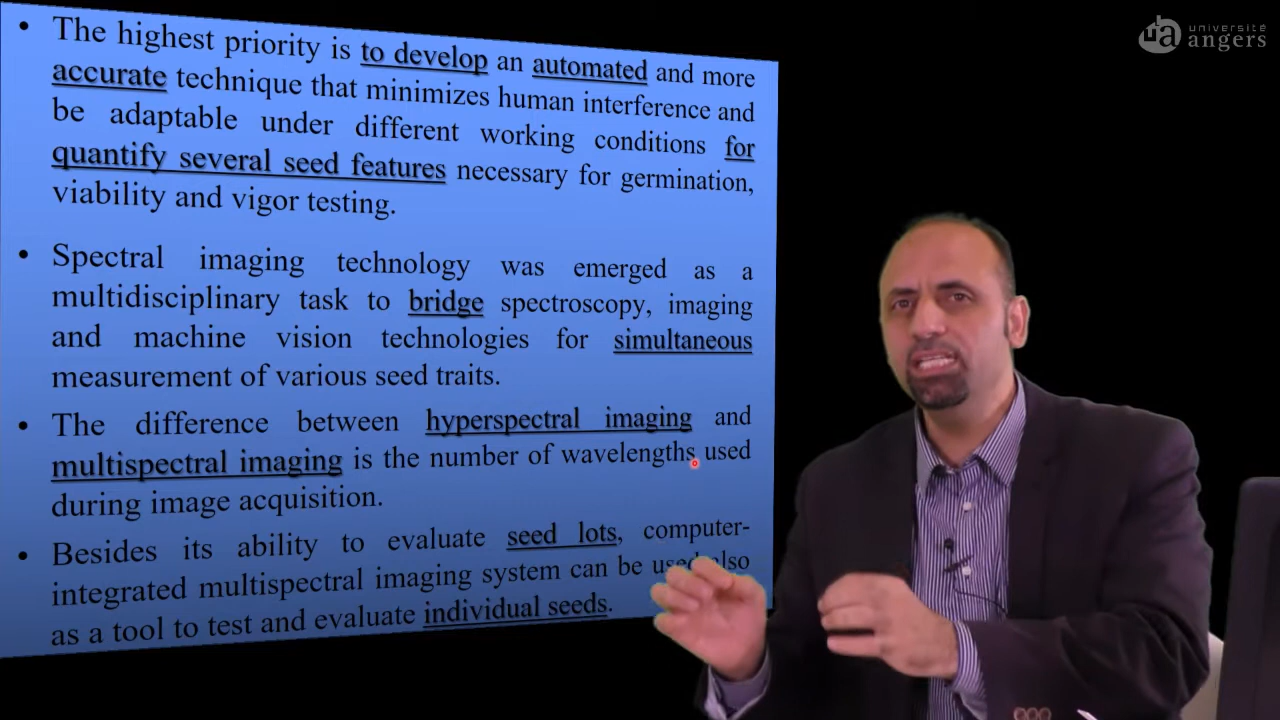 • The highest priority is to develop an automated and more
accurate technique that minimizes human interference and
be adaptable under different working conditions for
quantify several seed features necessary for germination,
viability and vigor testing.
• Spectral imaging technology was emerged as a
multidisciplinary task to bridge spectroscopy, imaging
and machine vision technologies for simultaneous
measurement of various seed traits.
• The difference between hyperspectral imaging and
multispectral imaging is the number of wavelengths used
during image acquisition.
• Besides its ability to evaluate seed lots, computer-
integrated multispectral imaging system can be used also
as a tool to test and evaluate individual seeds.
ua université
angers